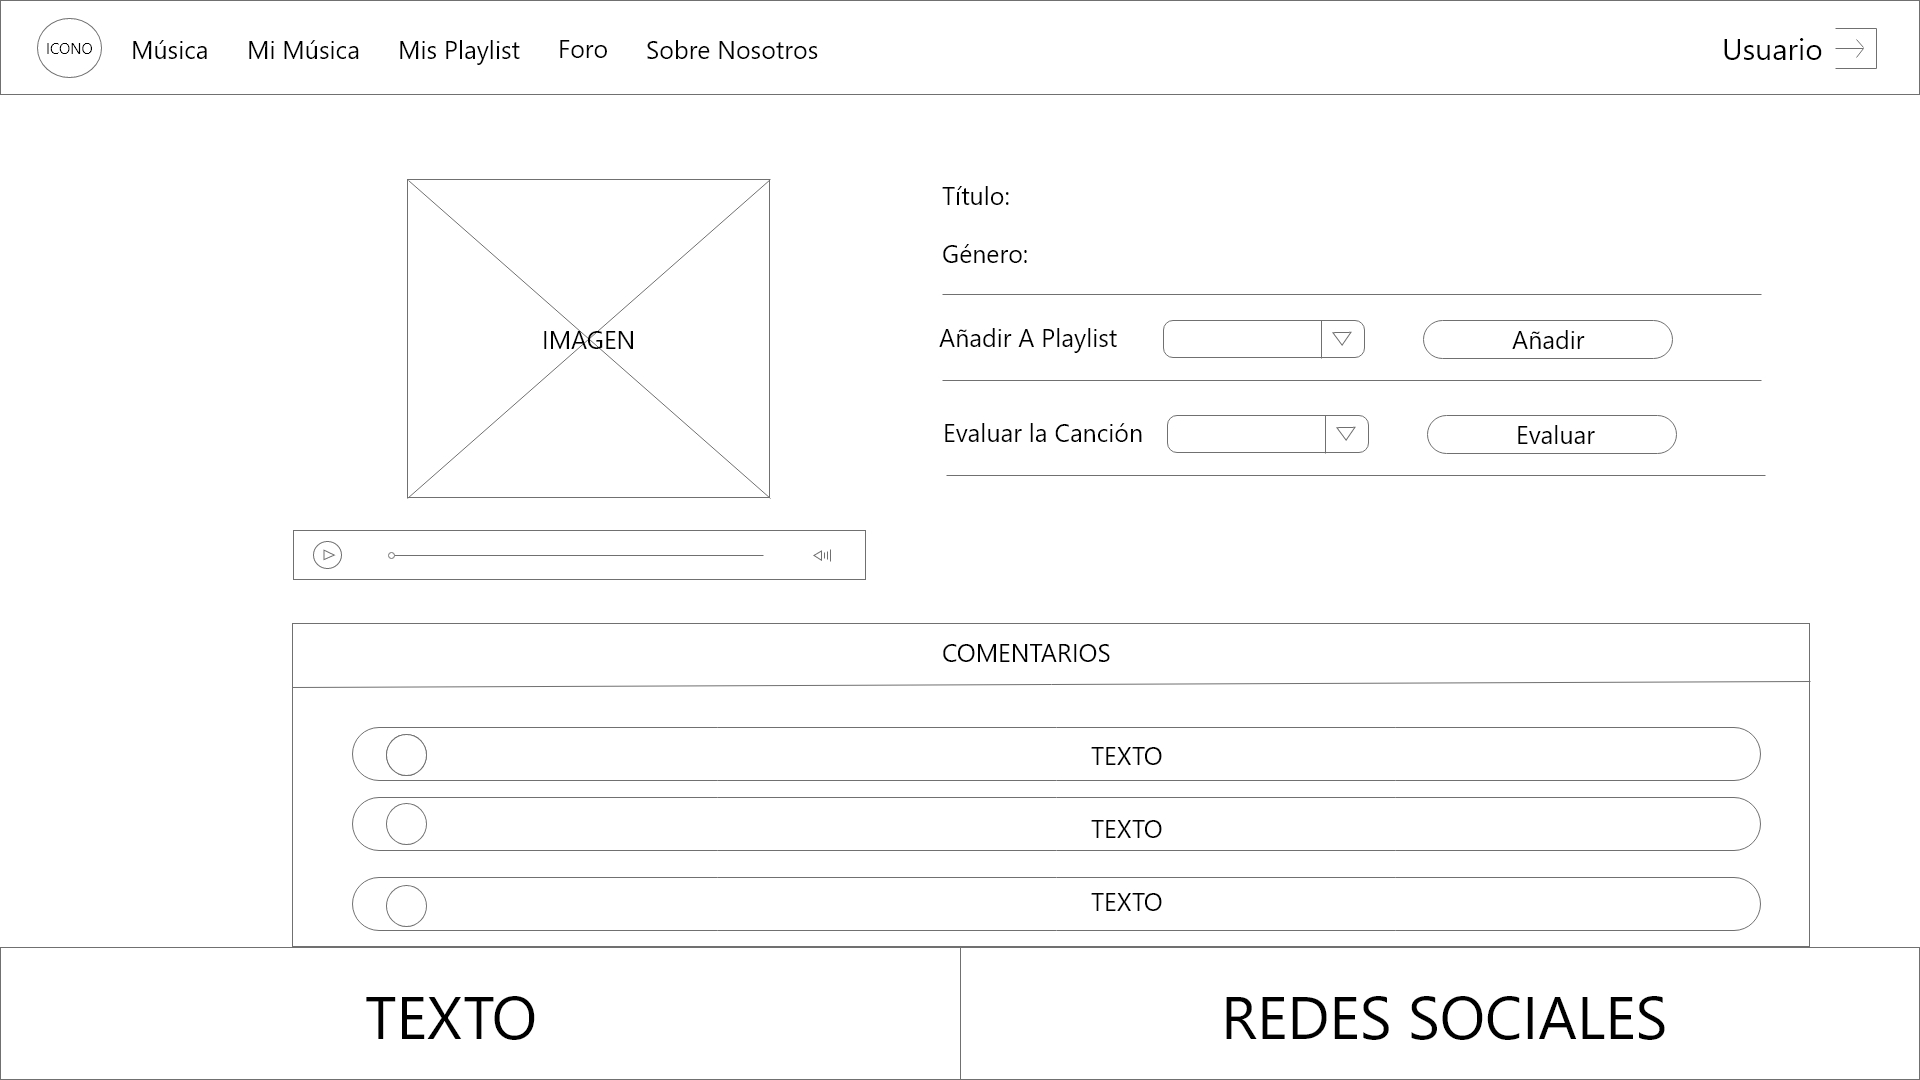 ICONO Música Mi Música Mis Playlist Foro Sobre Nosotros Usuario
Título:
Género:
IMAGEN
Añadir A Playlist Añadir
Evaluar la Canción Evaluar
COMENTARIOS
TEXTO
TEXTO
TEXTO
TEXTO REDES SOCIALES